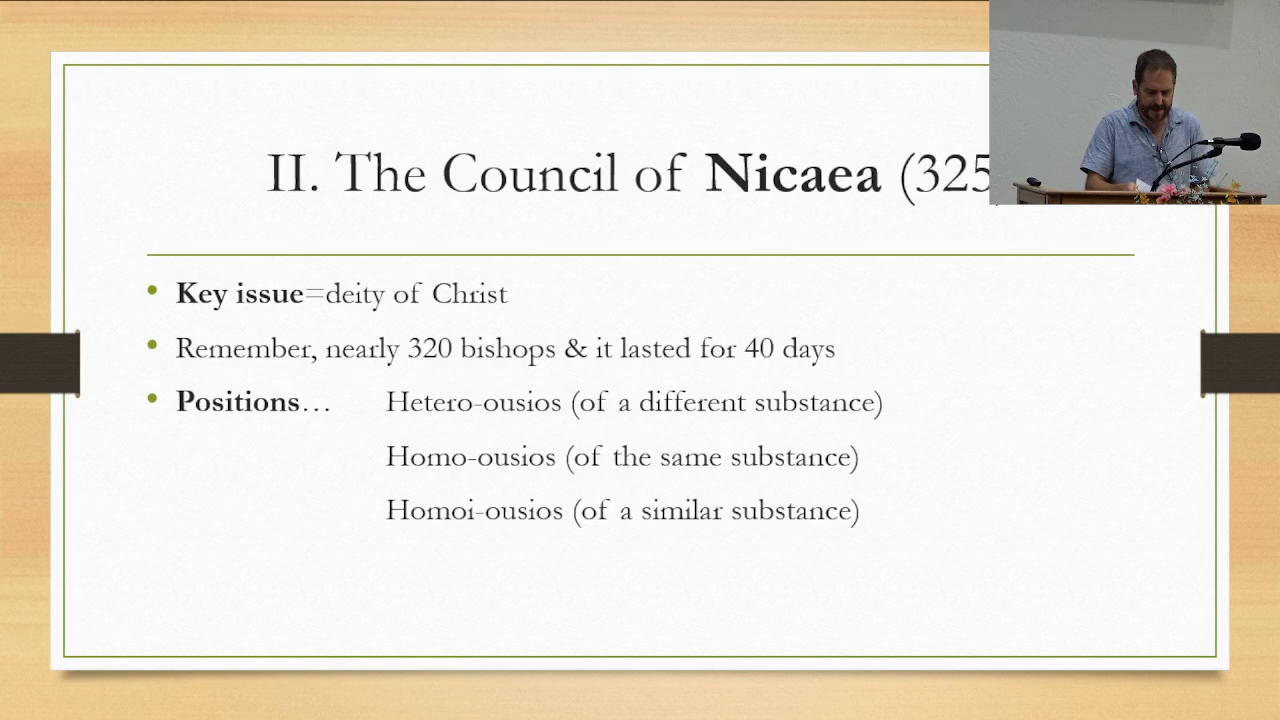 II. The Council of Nicaea (325
Key issue=deity of Christ
Remember, nearly 320 bishops & it lasted for 40 days
Positions… Hetero-ousios (of a different substance)
Homo-ousios (of the same substance)
Homoi-ousios (of a similar substance)